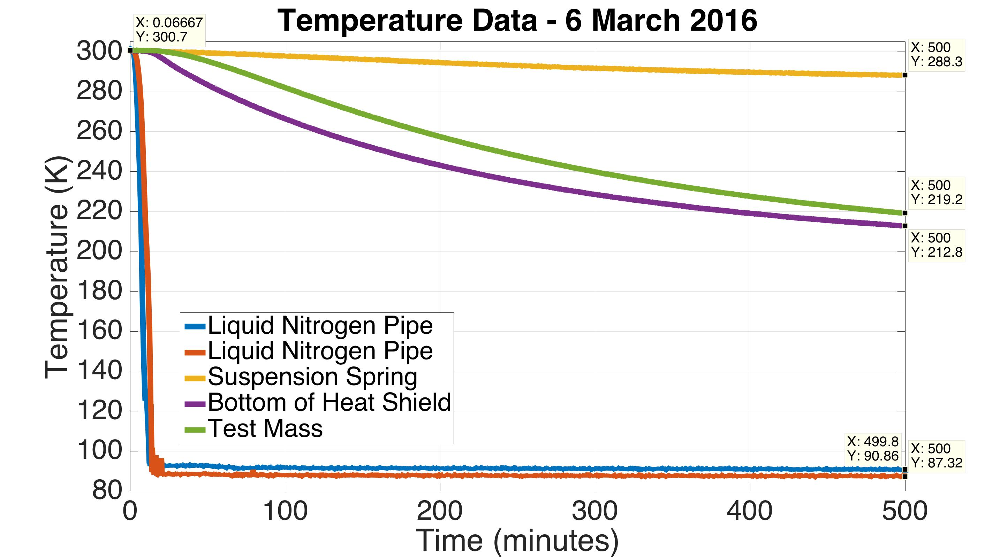 Temperature Data - 6 March 2016
X: 0.06667
Y: 300.7
X: 500
Y: 288.3
X: 500
Y: 219.2
X: 500
Y: 212.8
X: 499.8
Y: 90.86
X: 500
Y: 87.32
Temperature (K)
300
280
260
240
220
200
180
160
140
120
100
80
Liquid Nitrogen Pipe
Liquid Nitrogen Pipe
Suspension Spring
Bottom of Heat Shield
Test Mass
0 100 200 300 400 500
Time (minutes)